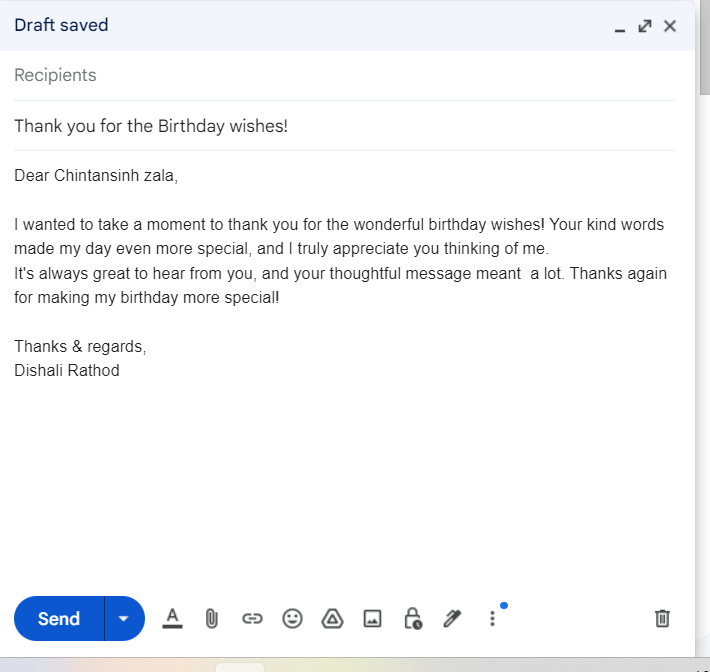 Draft saved
Recipients
Thank you for the Birthday wishes!
Dear Chintansinh zala,
I wanted to take a moment to thank you for the wonderful birthday wishes! Your kind words
made my day even more special, and I truly appreciate you thinking of me.
It's always great to hear from you, and your thoughtful message meant  a lot. Thanks again
for making my birthday more special!
Thanks & regards,
Dishali Rathod
Send